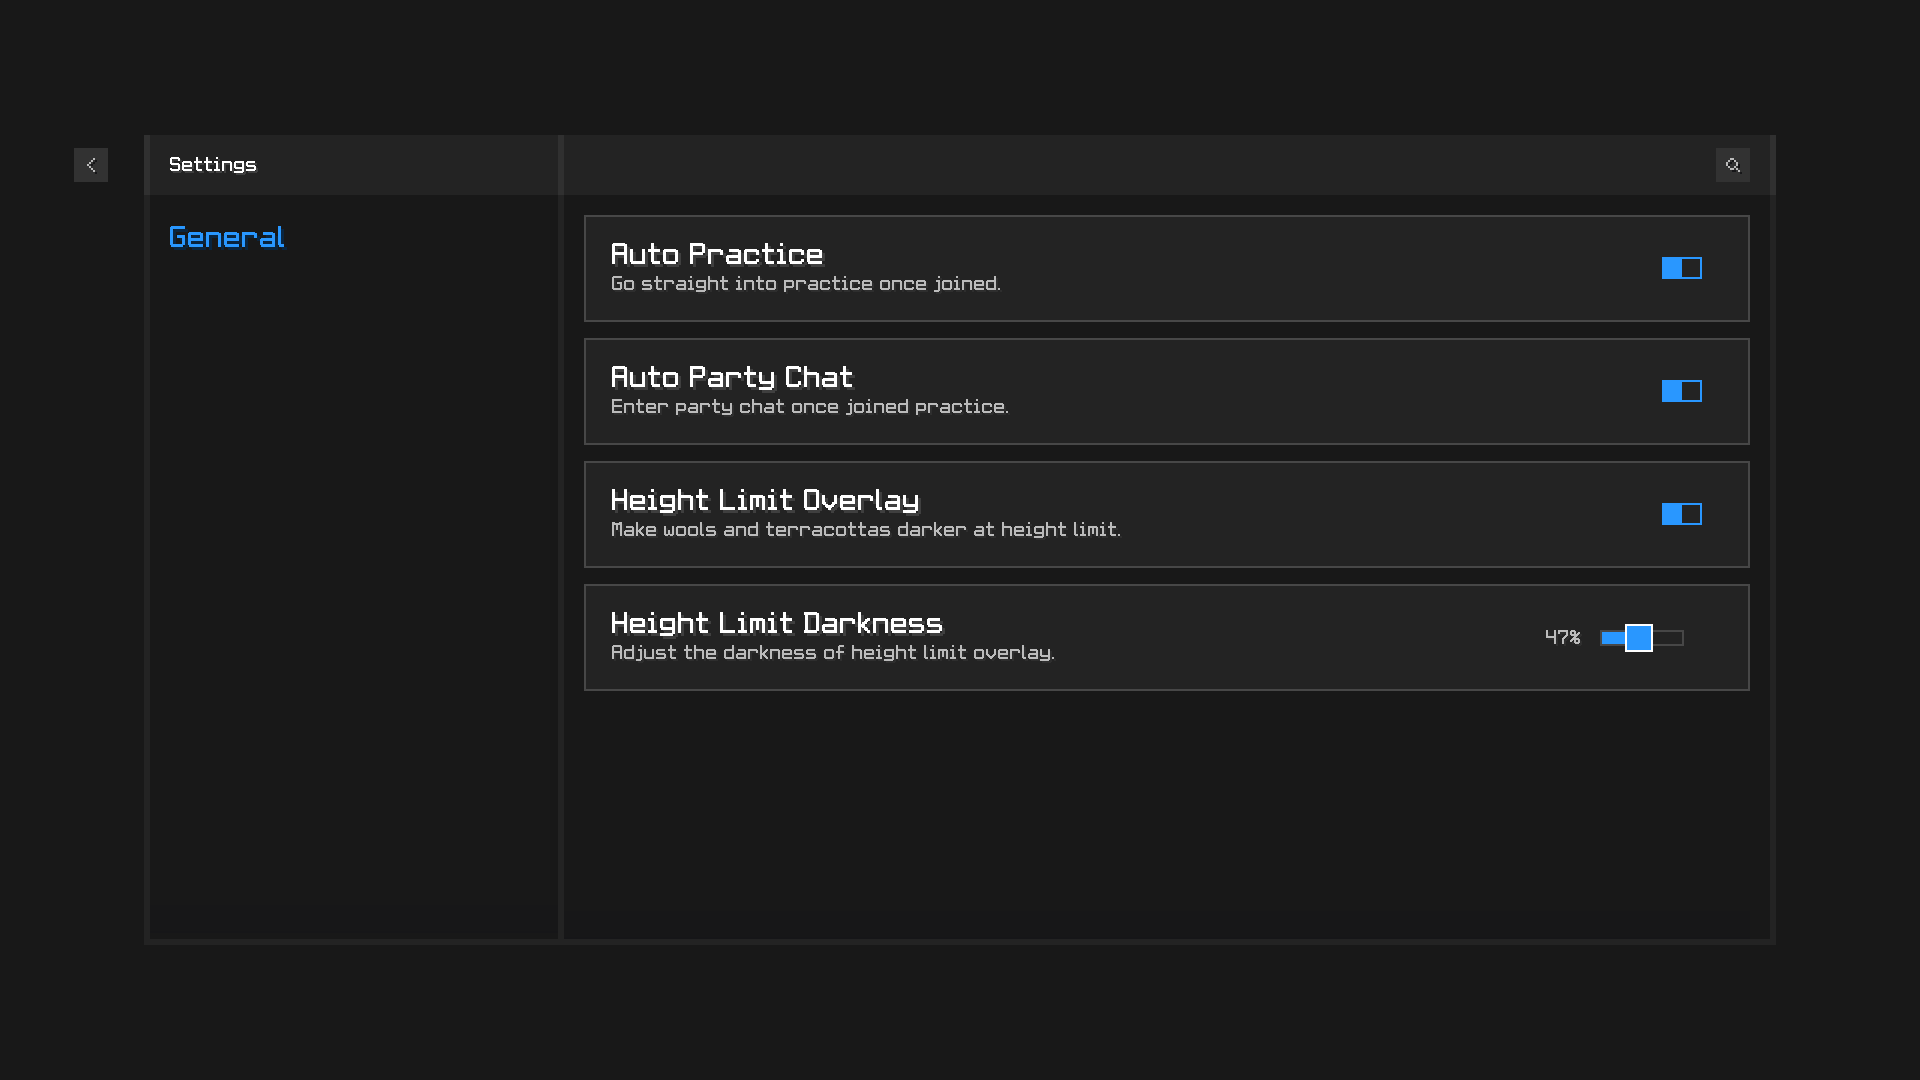 Settings
General
Auto Practice
Go straight into practice once joined.
Auto Party Chat
Enter party chat once joined practice.
Height Limit Overlay
Make wools and terracottas darker at height limit.
Height Limit Darkness
Adjust the darkness of height limit overlay.
47%